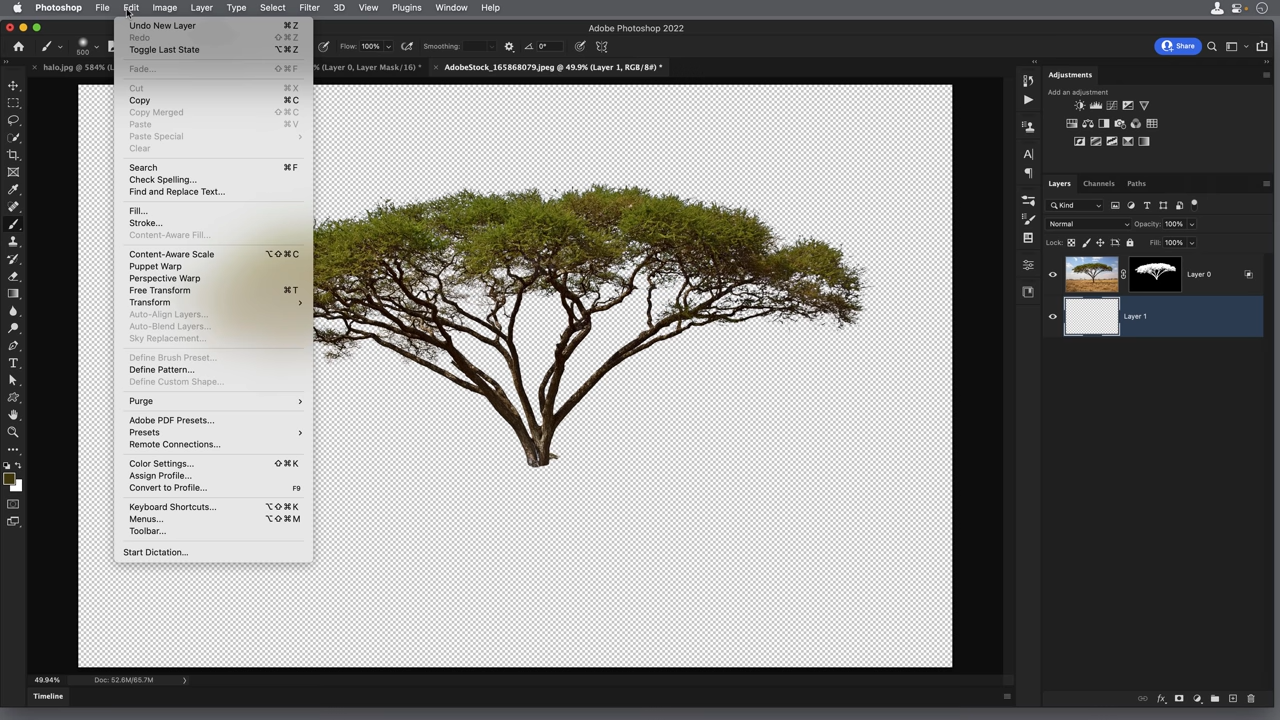 Photoshop File Edit Image Layer Type Select Filter 3D View Plugins Window Help
Adobe Photoshop 2022
500 Flow: 100% Smoothing: 0° Share
halo.jpg @ 584% (L (Layer 0, Layer Mask/16) * × AdobeStock_165868079.jpeg @ 49.9% (Layer 1, RGB/8#) *
Undo New Layer ⌘Z
Redo ⇧⌘Z
Toggle Last State ⌥⌘Z
Fade... ⇧⌘F
Cut ⌘X
Copy ⌘C
Copy Merged ⇧⌘C
Paste ⌘V
Paste Special
Clear
Search ⌘F
Check Spelling...
Find and Replace Text...
Fill...
Stroke...
Content-Aware Fill...
Content-Aware Scale ⌥⇧⌘C
Puppet Warp
Perspective Warp
Free Transform ⌘T
Transform
Auto-Align Layers...
Auto-Blend Layers...
Sky Replacement...
Define Brush Preset...
Define Pattern...
Define Custom Shape...
Purge
Adobe PDF Presets...
Presets
Remote Connections...
Color Settings... ⇧⌘K
Assign Profile...
Convert to Profile... F9
Keyboard Shortcuts... ⌥⇧⌘K
Menus... ⌥⇧⌘M
Toolbar...
Start Dictation...
Adjustments
Add an adjustment
Layers Channels Paths
Kind
Normal Opacity: 100%
Lock: Fill: 100%
Layer 0
Layer 1
fx
49.94% Doc: 52.6M/65.7M
Timeline